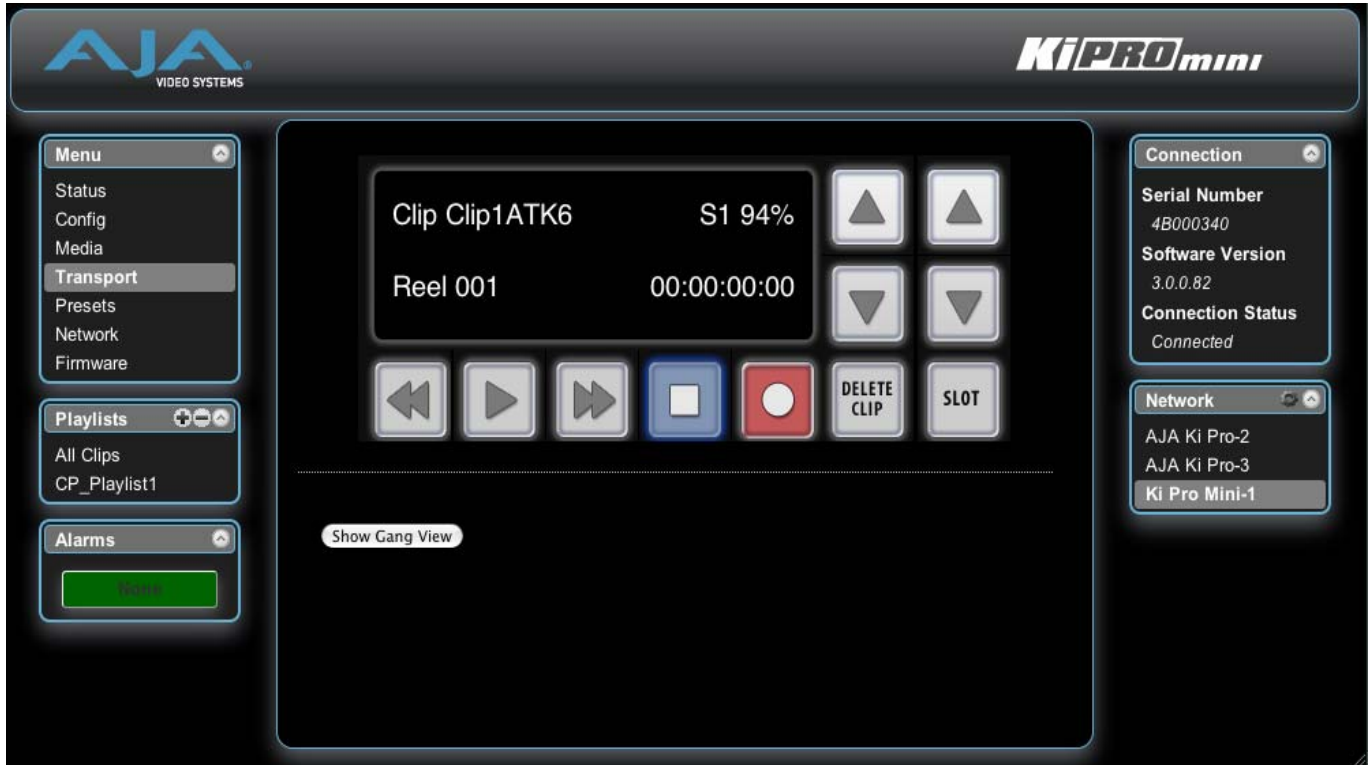 AJA
VIDEO SYSTEMS
KiPRO mini
Menu
Status
Config
Media
Transport
Presets
Network
Firmware
Playlists
All Clips
CP_Playlist1
Alarms
None
Clip Clip1ATK6 S1 94%
Reel 001 00:00:00:00
DELETE
CLIP
SLOT
Show Gang View
Connection
Serial Number
4B000340
Software Version
3.0.0.82
Connection Status
Connected
Network
AJA Ki Pro-2
AJA Ki Pro-3
Ki Pro Mini-1